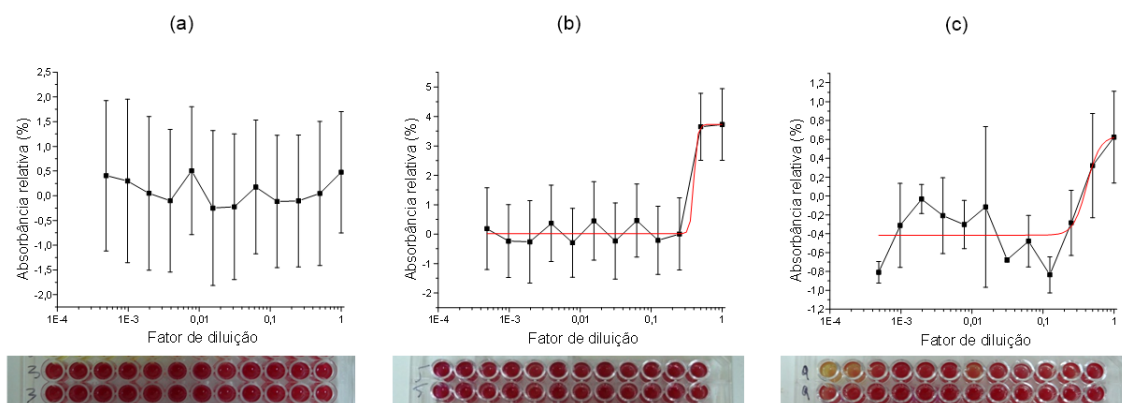 (a)
(b)
(c)
Absorbância relativa (%)
2,5
2,0
1,5
1,0
0,5
0,0
-0,5
-1,0
-1,5
-2,0
1E-4
1E-3
0,01
0,1
1
Fator de diluição
Absorbância relativa (%)
5
4
3
2
1
0
-1
-2
1E-4
1E-3
0,01
0,1
1
Fator de diluição
Absorbância relativa (%)
1,2
1,0
0,8
0,6
0,4
0,2
0,0
-0,2
-0,4
-0,6
-0,8
-1,0
-1,2
1E-4
1E-3
0,01
0,1
1
Fator de diluição
3
3
9
9